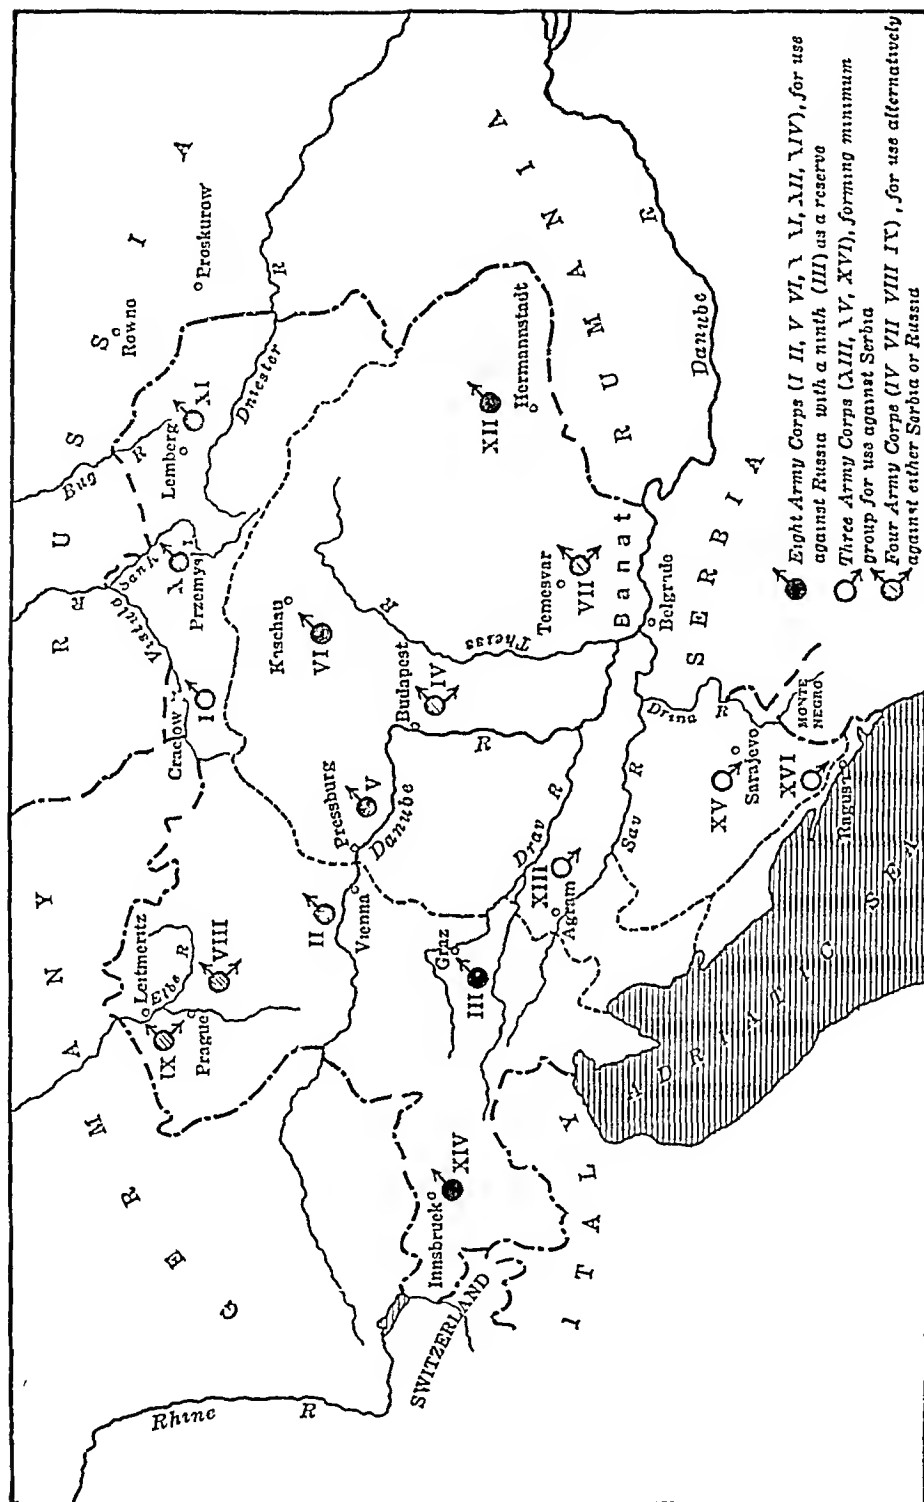 GERMANY
RUSSIA
Rowno
Proskurow
Bug R
Lemberg
XI
Dniester R
San R
Przemysl
X
Vistula R
Cracow
I
Leitmeritz
Elbe R
VIII
IX
Prague
Kaschau
VI
Pressburg
V
Danube
II
Vienna
Budapest
IV
R
Theiss R
XII
Hermannstadt
RUMANIA
Temesvar
VII
Banat
Danube R
Belgrade
SERBIA
Drina R
MONTE
NEGRO
Sarajevo
XV
XVI
Ragusa
Sav R
Drav R
XIII
Agram
Graz
III
XIV
Innsbruck
SWITZERLAND
Rhine R
ITALY
ADRIATIC SEA
Eight Army Corps (I II, V VI, X XI, XII, XIV), for use
against Russia with a ninth (III) as a reserve
Three Army Corps (XIII, XV, XVI), forming minimum
group for use against Serbia
Four Army Corps (IV VII VIII IX), for use alternatively
against either Serbia or Russia